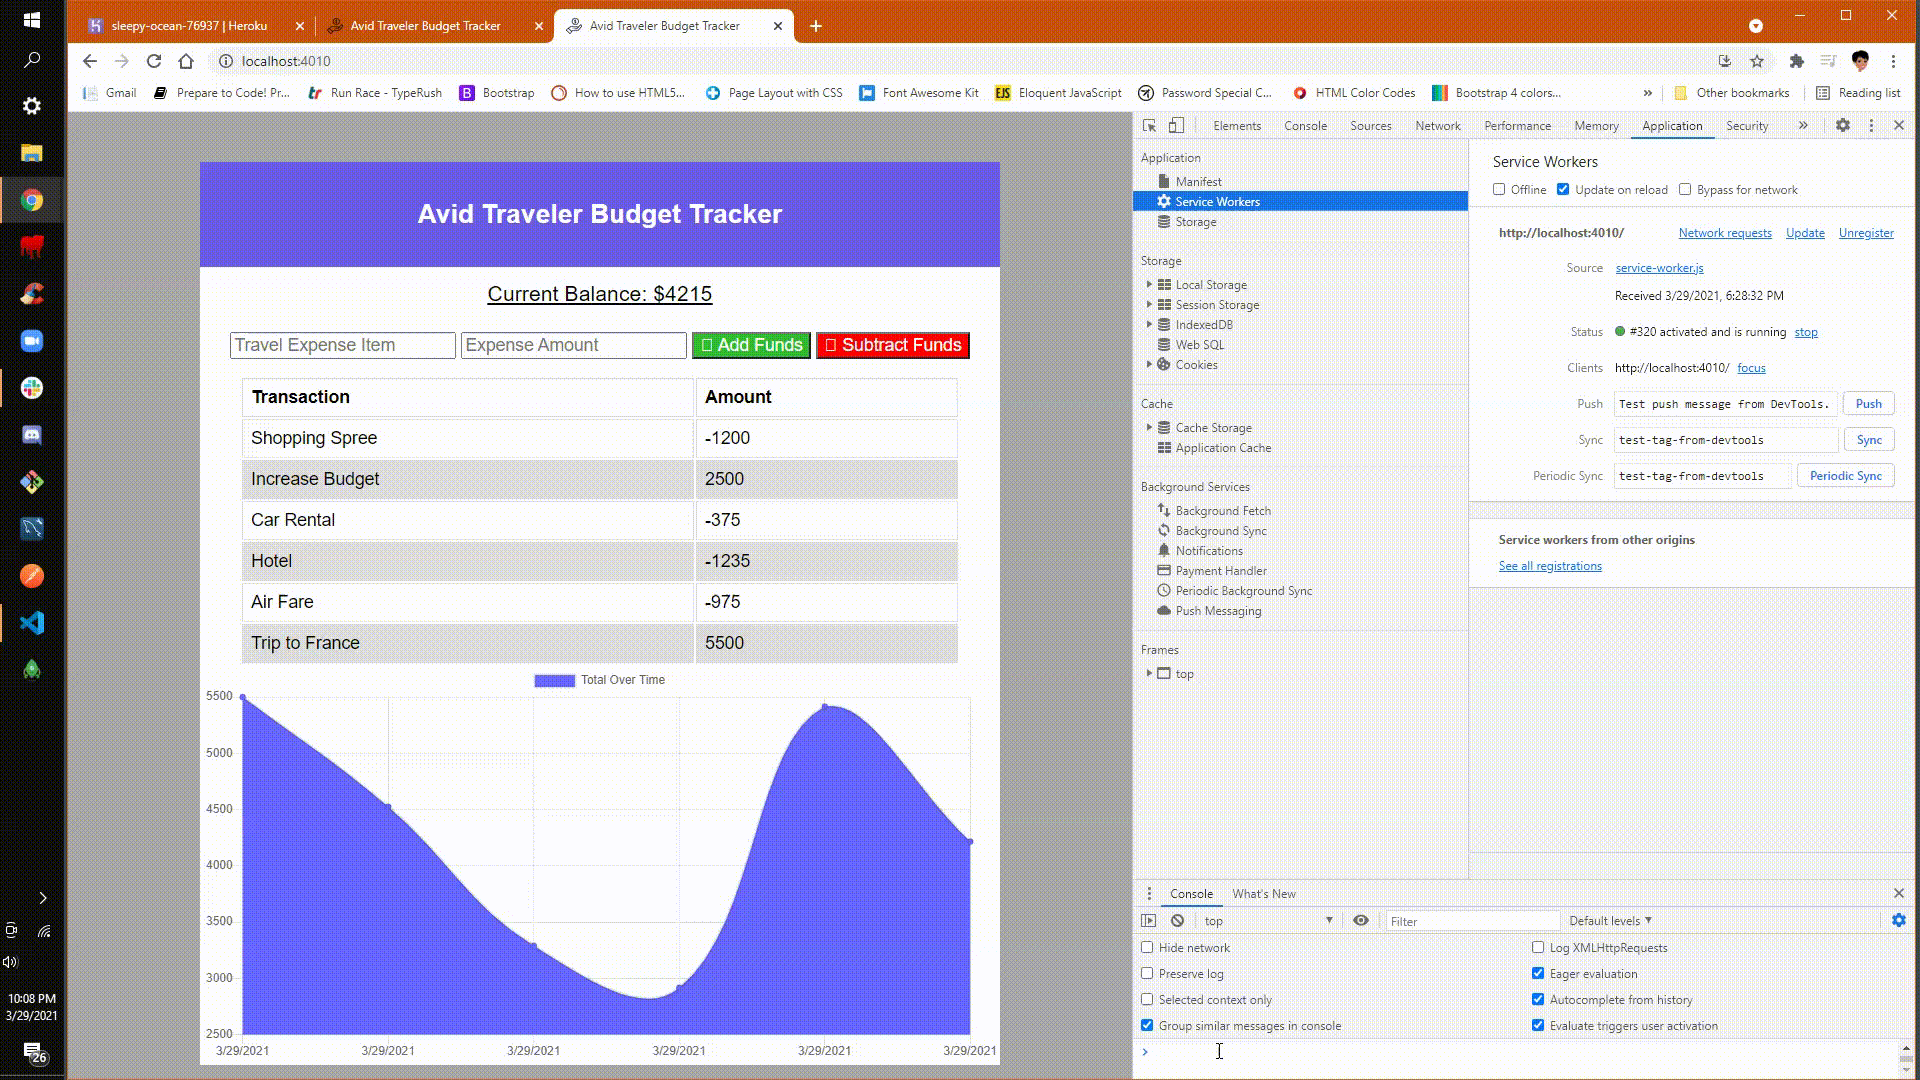 sleepy-ocean-76937 | Heroku
Avid Traveler Budget Tracker
Avid Traveler Budget Tracker
localhost:4010
Gmail
Prepare to Code! Pr...
Run Race - TypeRush
Bootstrap
How to use HTML5...
Page Layout with CSS
Font Awesome Kit
Eloquent JavaScript
Password Special C...
HTML Color Codes
Bootstrap 4 colors...
»
Other bookmarks
Reading list
Avid Traveler Budget Tracker
Current Balance: $4215
Travel Expense Item
Expense Amount
Add Funds
Subtract Funds
Transaction Amount
Shopping Spree -1200
Increase Budget 2500
Car Rental -375
Hotel -1235
Air Fare -975
Trip to France 5500
Total Over Time
5500
5000
4500
4000
3500
3000
2500
3/29/2021 3/29/2021 3/29/2021 3/29/2021 3/29/2021 3/29/2021
Elements Console Sources Network Performance Memory Application Security »
Application
Manifest
Service Workers
Storage
Storage
Local Storage
Session Storage
IndexedDB
Web SQL
Cookies
Cache
Cache Storage
Application Cache
Background Services
Background Fetch
Background Sync
Notifications
Payment Handler
Periodic Background Sync
Push Messaging
Frames
top
Service Workers
Offline Update on reload Bypass for network
http://localhost:4010/ Network requests Update Unregister
Source service-worker.js
Received 3/29/2021, 6:28:32 PM
Status #320 activated and is running stop
Clients http://localhost:4010/ focus
Push Test push message from DevTools. Push
Sync test-tag-from-devtools Sync
Periodic Sync test-tag-from-devtools Periodic Sync
Service workers from other origins
See all registrations
Console What's New
top Filter Default levels
Hide network Log XMLHttpRequests
Preserve log Eager evaluation
Selected context only Autocomplete from history
Group similar messages in console Evaluate triggers user activation
10:08 PM
3/29/2021
26